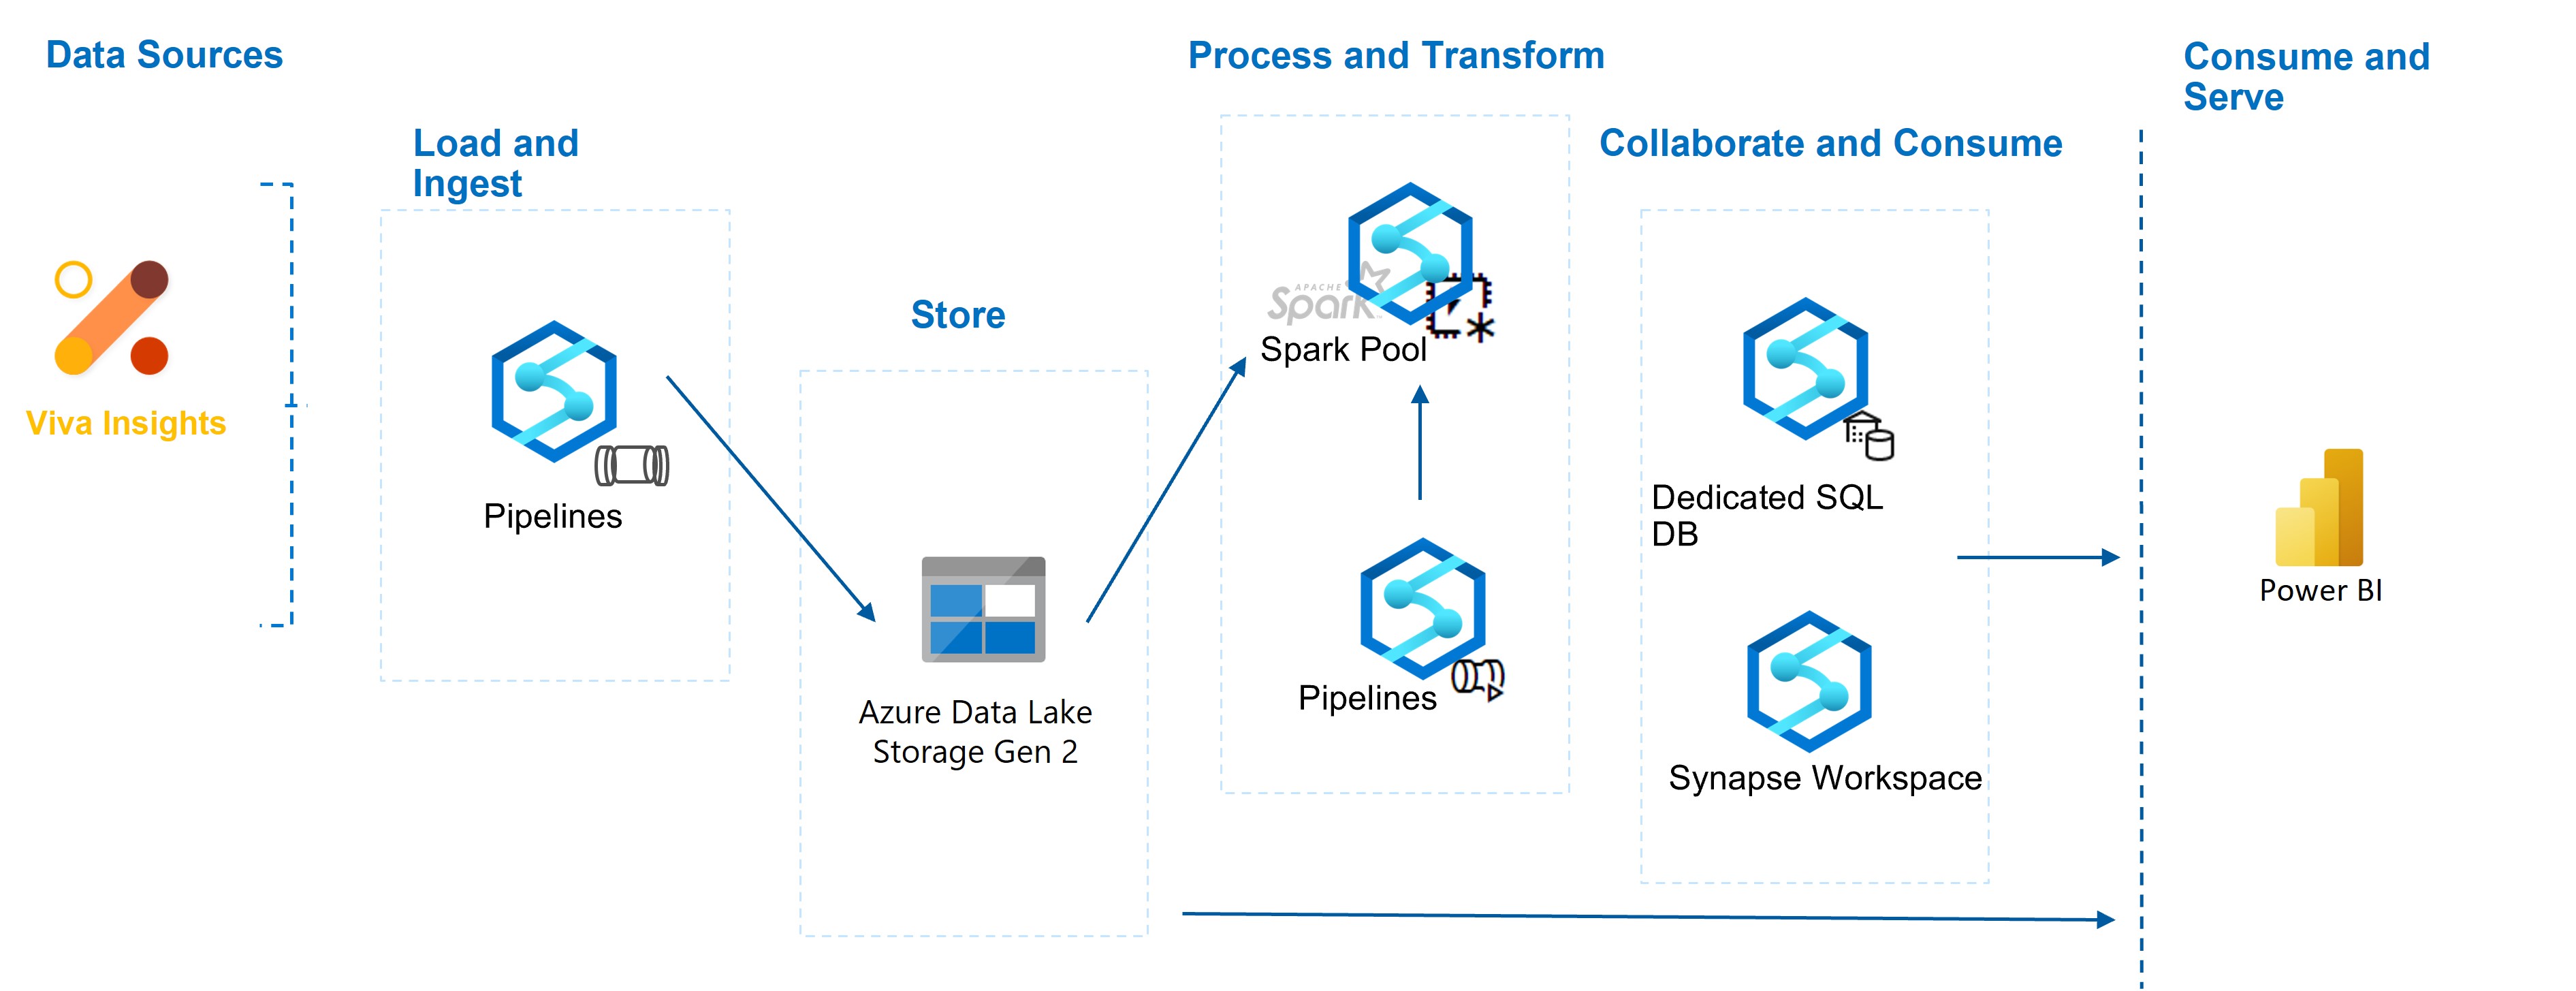 Data Sources
Viva Insights
Load and
Ingest
Pipelines
Store
Azure Data Lake
Storage Gen 2
Process and Transform
APACHE
Spark
Spark Pool
Pipelines
Collaborate and Consume
Dedicated SQL
DB
Synapse Workspace
Consume and
Serve
Power BI